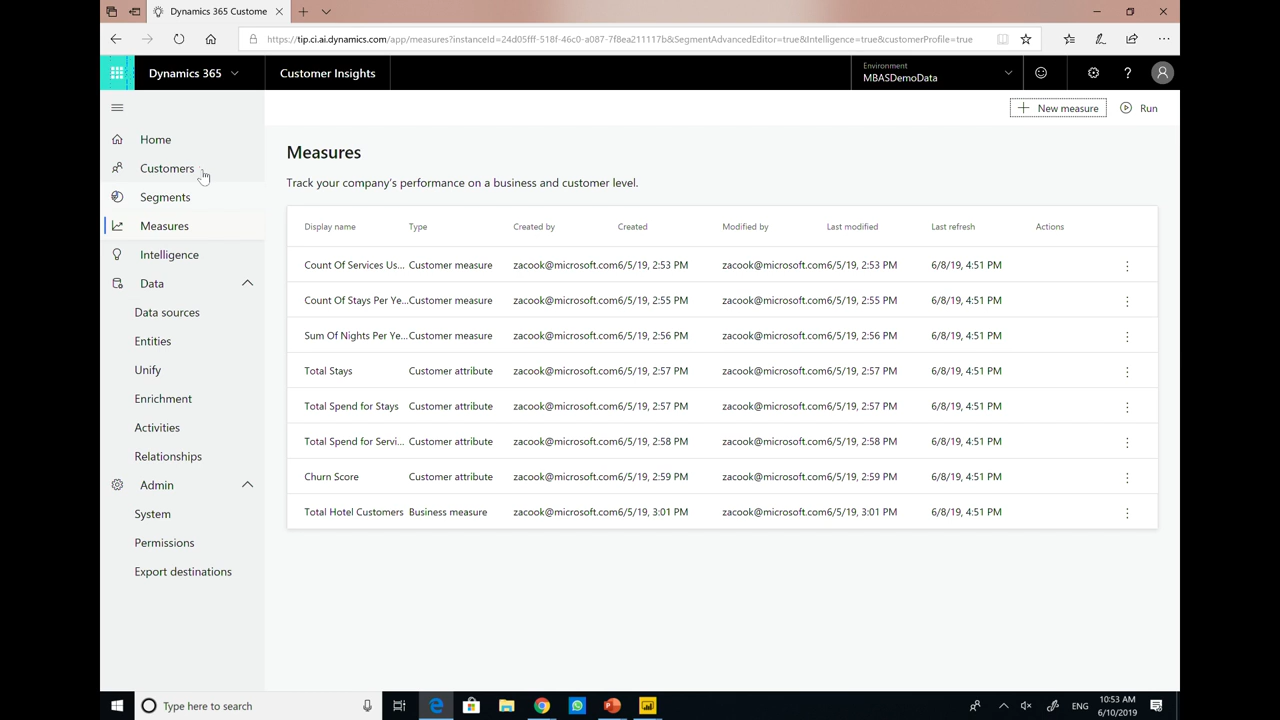 Dynamics 365 Custome
https://tip.ci.ai.dynamics.com/app/measures?instanceId=24d05fff-518f-46c0-a087-7f8ea211117b&SegmentAdvancedEditor=true&Intelligence=true&customerProfile=true
Dynamics 365
Customer Insights
Environment
MBASDemoData
?
New measure
Run
Home
Customers
Segments
Measures
Intelligence
Data
Data sources
Entities
Unify
Enrichment
Activities
Relationships
Admin
System
Permissions
Export destinations
Measures
Track your company's performance on a business and customer level.
Display name Type Created by Created Modified by Last modified Last refresh Actions
Count Of Services Us... Customer measure zacook@microsoft.com 6/5/19, 2:53 PM zacook@microsoft.com 6/5/19, 2:53 PM 6/8/19, 4:51 PM
Count Of Stays Per Ye... Customer measure zacook@microsoft.com 6/5/19, 2:55 PM zacook@microsoft.com 6/5/19, 2:55 PM 6/8/19, 4:51 PM
Sum Of Nights Per Ye... Customer measure zacook@microsoft.com 6/5/19, 2:56 PM zacook@microsoft.com 6/5/19, 2:56 PM 6/8/19, 4:51 PM
Total Stays Customer attribute zacook@microsoft.com 6/5/19, 2:57 PM zacook@microsoft.com 6/5/19, 2:57 PM 6/8/19, 4:51 PM
Total Spend for Stays Customer attribute zacook@microsoft.com 6/5/19, 2:57 PM zacook@microsoft.com 6/5/19, 2:57 PM 6/8/19, 4:51 PM
Total Spend for Servi... Customer attribute zacook@microsoft.com 6/5/19, 2:58 PM zacook@microsoft.com 6/5/19, 2:58 PM 6/8/19, 4:51 PM
Churn Score Customer attribute zacook@microsoft.com 6/5/19, 2:59 PM zacook@microsoft.com 6/5/19, 2:59 PM 6/8/19, 4:51 PM
Total Hotel Customers Business measure zacook@microsoft.com 6/5/19, 3:01 PM zacook@microsoft.com 6/5/19, 3:01 PM 6/8/19, 4:51 PM
Type here to search
ENG
10:53 AM
6/10/2019